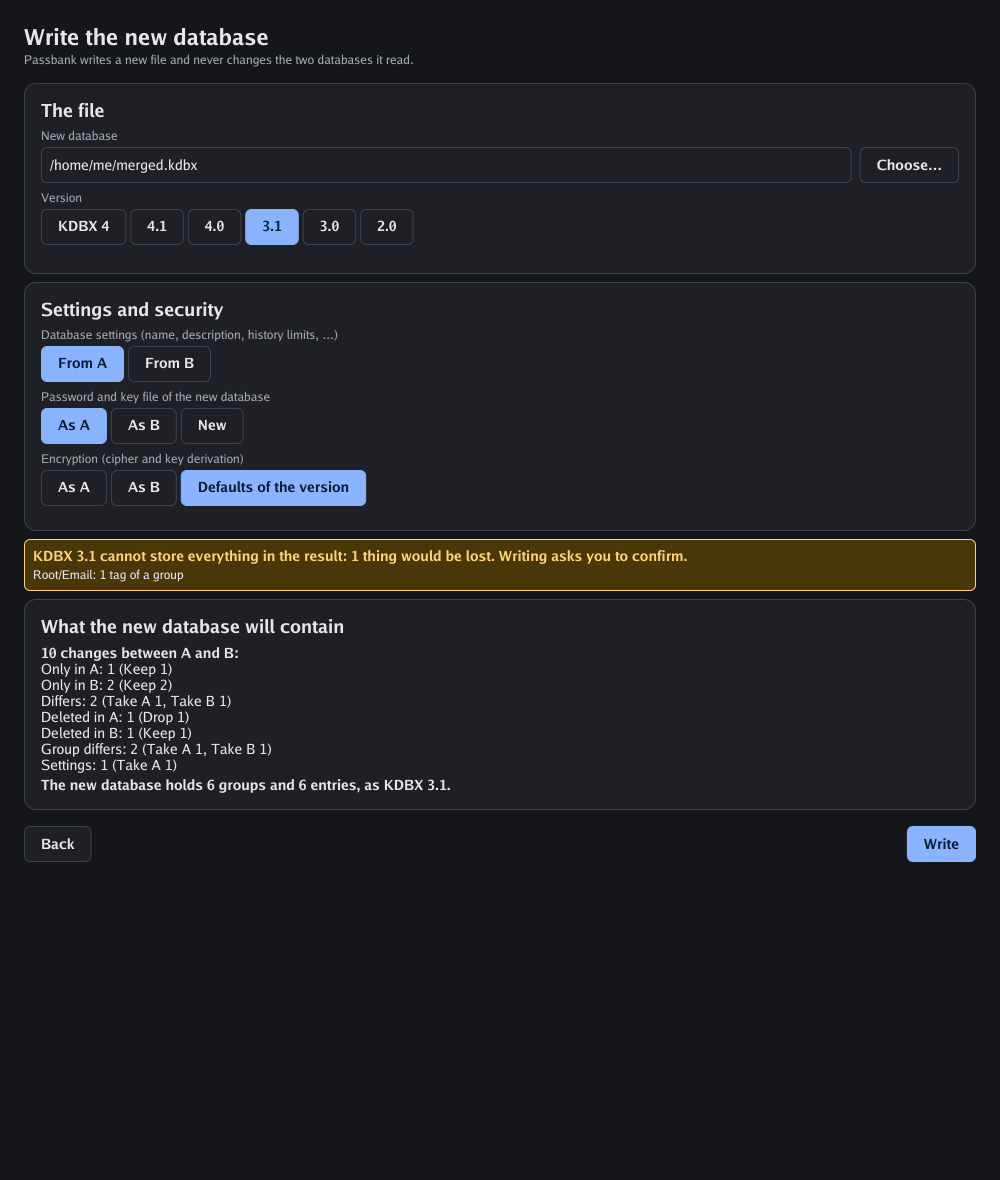 Write the new database
Passbank writes a new file and never changes the two databases it read.
The file
New database
/home/me/merged.kdbx
Choose...
Version
KDBX 4
4.1
4.0
3.1
3.0
2.0
Settings and security
Database settings (name, description, history limits, ...)
From A
From B
Password and key file of the new database
As A
As B
New
Encryption (cipher and key derivation)
As A
As B
Defaults of the version
KDBX 3.1 cannot store everything in the result: 1 thing would be lost. Writing asks you to confirm.
Root/Email: 1 tag of a group
What the new database will contain
10 changes between A and B:
Only in A: 1 (Keep 1)
Only in B: 2 (Keep 2)
Differs: 2 (Take A 1, Take B 1)
Deleted in A: 1 (Drop 1)
Deleted in B: 1 (Keep 1)
Group differs: 2 (Take A 1, Take B 1)
Settings: 1 (Take A 1)
The new database holds 6 groups and 6 entries, as KDBX 3.1.
Back
Write